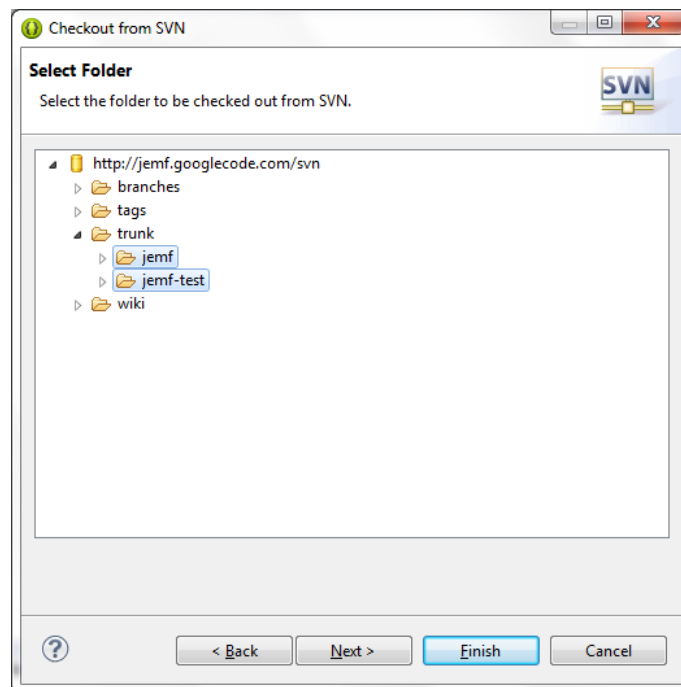 Checkout from SVN
Select Folder
Select the folder to be checked out from SVN.
SVN
http://jemf.googlecode.com/svn
branches
tags
trunk
jemf
jemf-test
wiki
? < Back Next > Finish Cancel